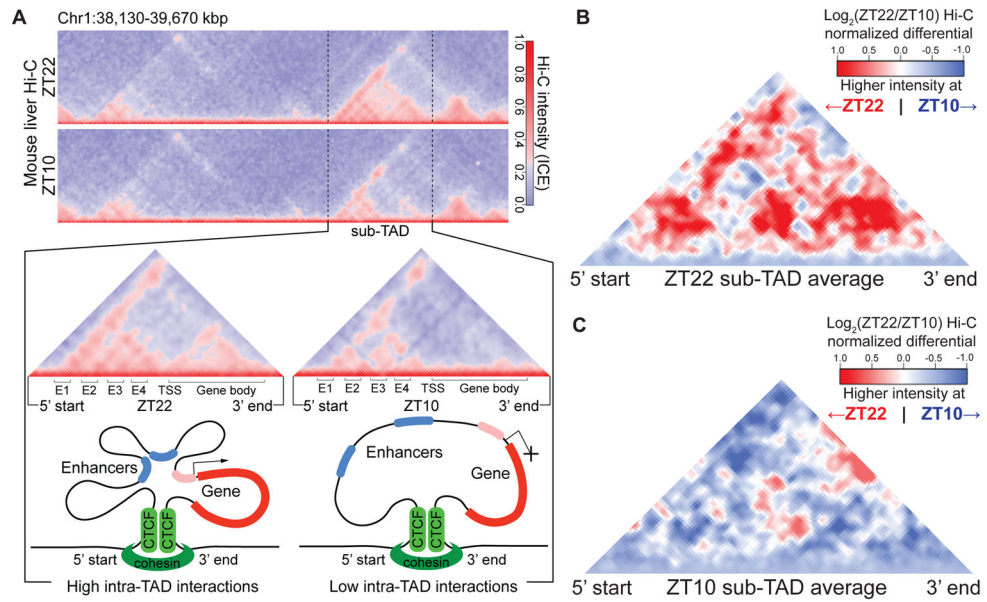 A
Chr1:38,130-39,670 kbp
Mouse liver Hi-C
ZT22
ZT10
1.0
0.8
0.6
0.4
0.2
0.0
Hi-C intensity (ICE)
sub-TAD
E1 E2 E3 E4 TSS Gene body
5’ start ZT22 3’ end
E1 E2 E3 E4 TSS Gene body
5’ start ZT10 3’ end
Enhancers
Gene
CTCF CTCF
cohesin
5’ start 3’ end
High intra-TAD interactions
Enhancers
Gene
CTCF CTCF
cohesin
5’ start 3’ end
Low intra-TAD interactions
B
Log2(ZT22/ZT10) Hi-C
normalized differential
1.0 0.5 0.0 -0.5 -1.0
Higher intensity at
←ZT22 | ZT10→
5’ start ZT22 sub-TAD average 3’ end
C
Log2(ZT22/ZT10) Hi-C
normalized differential
1.0 0.5 0.0 -0.5 -1.0
Higher intensity at
←ZT22 | ZT10→
5’ start ZT10 sub-TAD average 3’ end